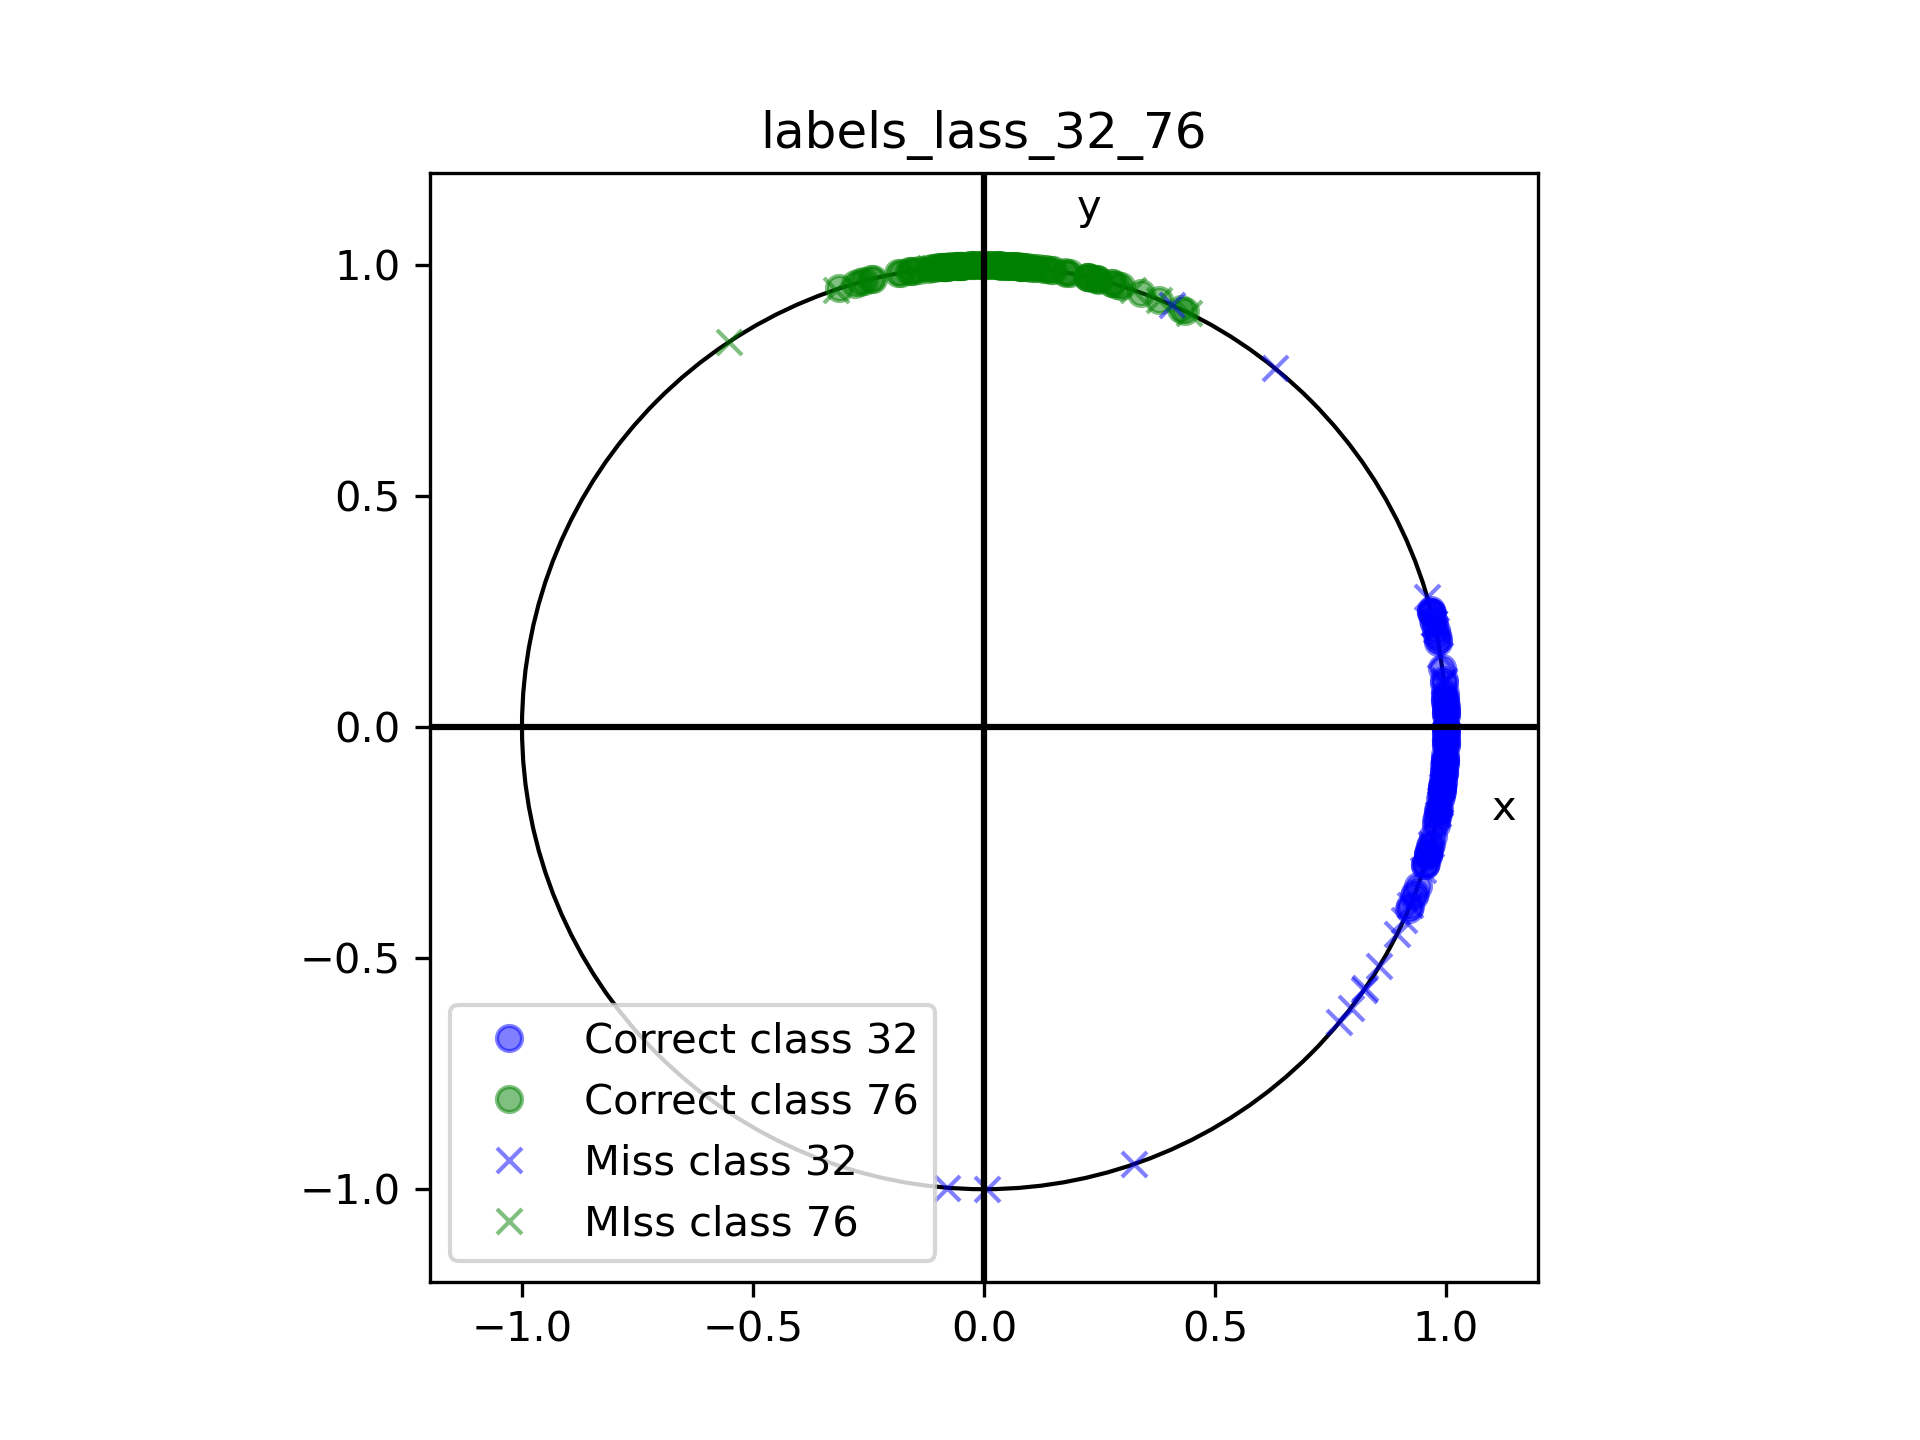 labels_lass_32_76
y
1.0
0.5
0.0
x
−0.5
−1.0
Correct class 32
Correct class 76
Miss class 32
MIss class 76
−1.0 −0.5 0.0 0.5 1.0